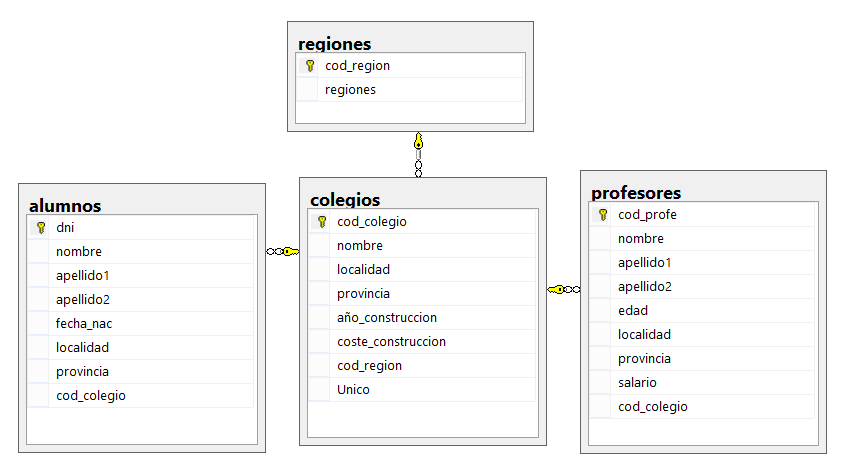 regiones
cod_region
regiones
alumnos
dni
nombre
apellido1
apellido2
fecha_nac
localidad
provincia
cod_colegio
colegios
cod_colegio
nombre
localidad
provincia
año_construccion
coste_construccion
cod_region
Unico
profesores
cod_profe
nombre
apellido1
apellido2
edad
localidad
provincia
salario
cod_colegio